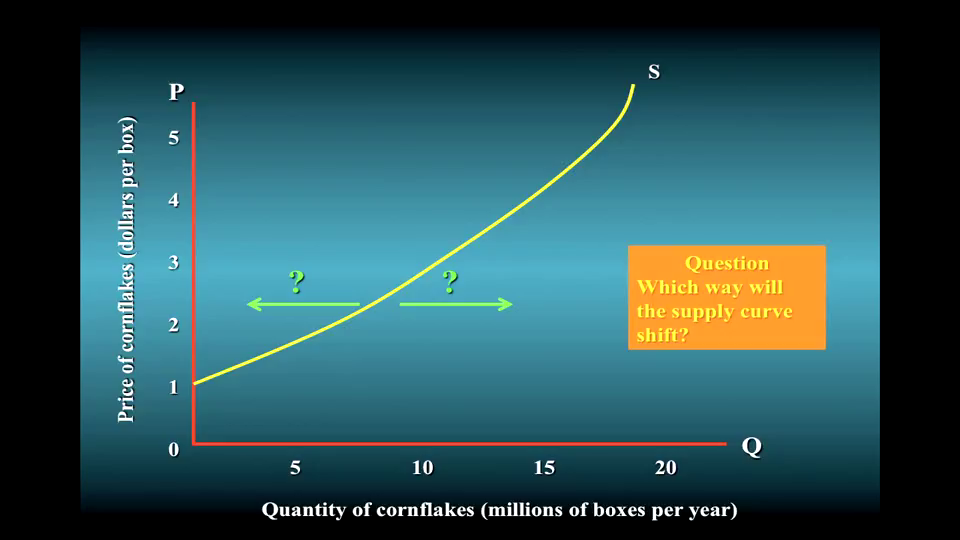 S
P
Price of cornflakes (dollars per box)
5
4
3
2
1
0
?
?
Question
Which way will
the supply curve
shift?
Q
5
10
15
20
Quantity of cornflakes (millions of boxes per year)